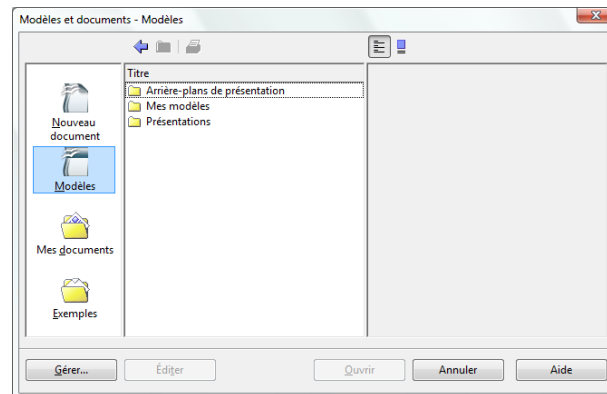 Modèles et documents - Modèles
Titre
Arrière-plans de présentation
Mes modèles
Présentations
Nouveau
document
Modèles
Mes documents
Exemples
Gérer...
Éditer
Ouvrir
Annuler
Aide